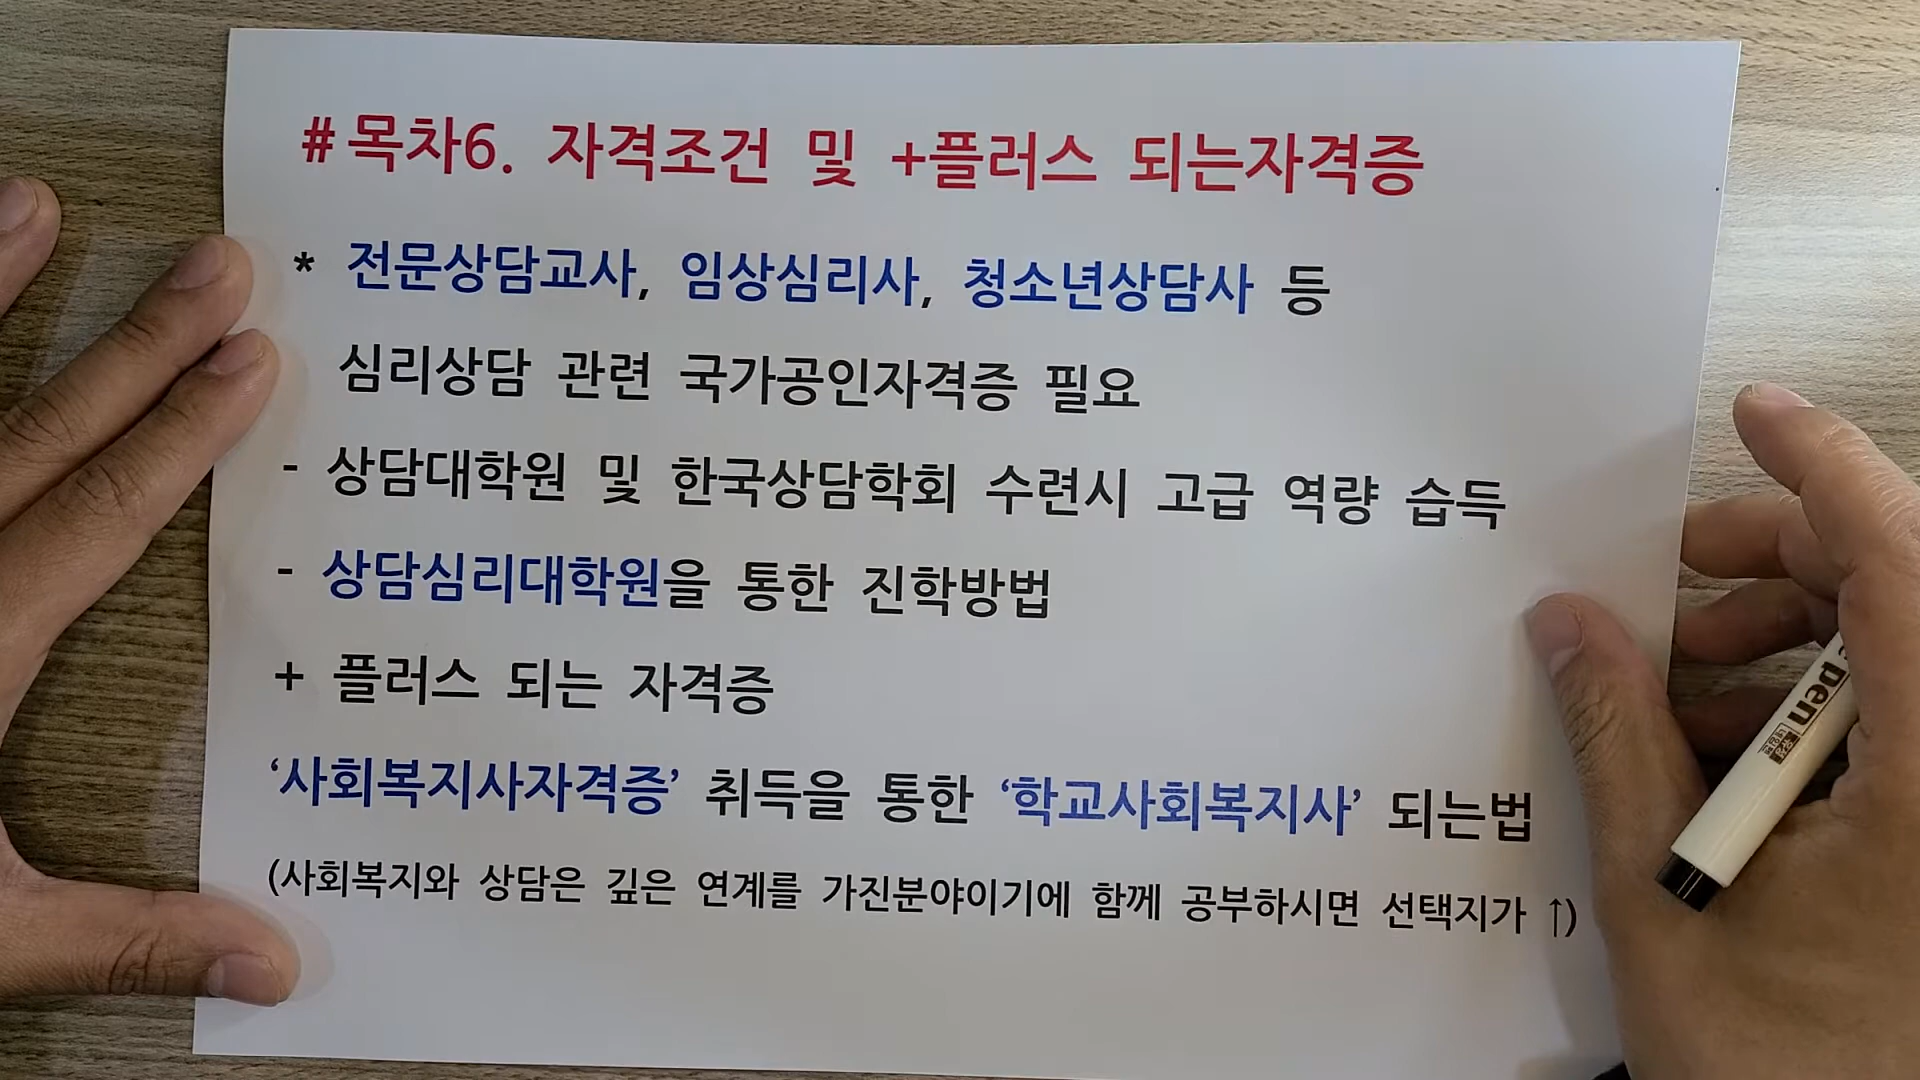 #목차6. 자격조건 및 +플러스 되는자격증
* 전문상담교사, 임상심리사, 청소년상담사 등
심리상담 관련 국가공인자격증 필요
- 상담대학원 및 한국상담학회 수련시 고급 역량 습득
- 상담심리대학원을 통한 진학방법
+ 플러스 되는 자격증
‘사회복지사자격증’ 취득을 통한 ‘학교사회복지사’ 되는법
(사회복지와 상담은 깊은 연계를 가진분야이기에 함께 공부하시면 선택지가 ↑)
pen